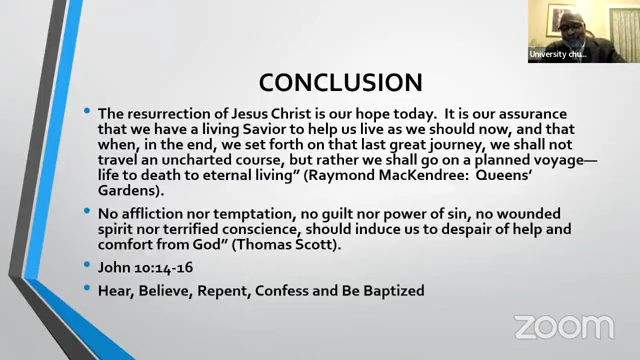 University chu...
CONCLUSION
The resurrection of Jesus Christ is our hope today. It is our assurance
that we have a living Savior to help us live as we should now, and that
when, in the end, we set forth on that last great journey, we shall not
travel an uncharted course, but rather we shall go on a planned voyage—
life to death to eternal living” (Raymond MacKendree: Queens’
Gardens).
No affliction nor temptation, no guilt nor power of sin, no wounded
spirit nor terrified conscience, should induce us to despair of help and
comfort from God” (Thomas Scott).
John 10:14-16
Hear, Believe, Repent, Confess and Be Baptized
zoom